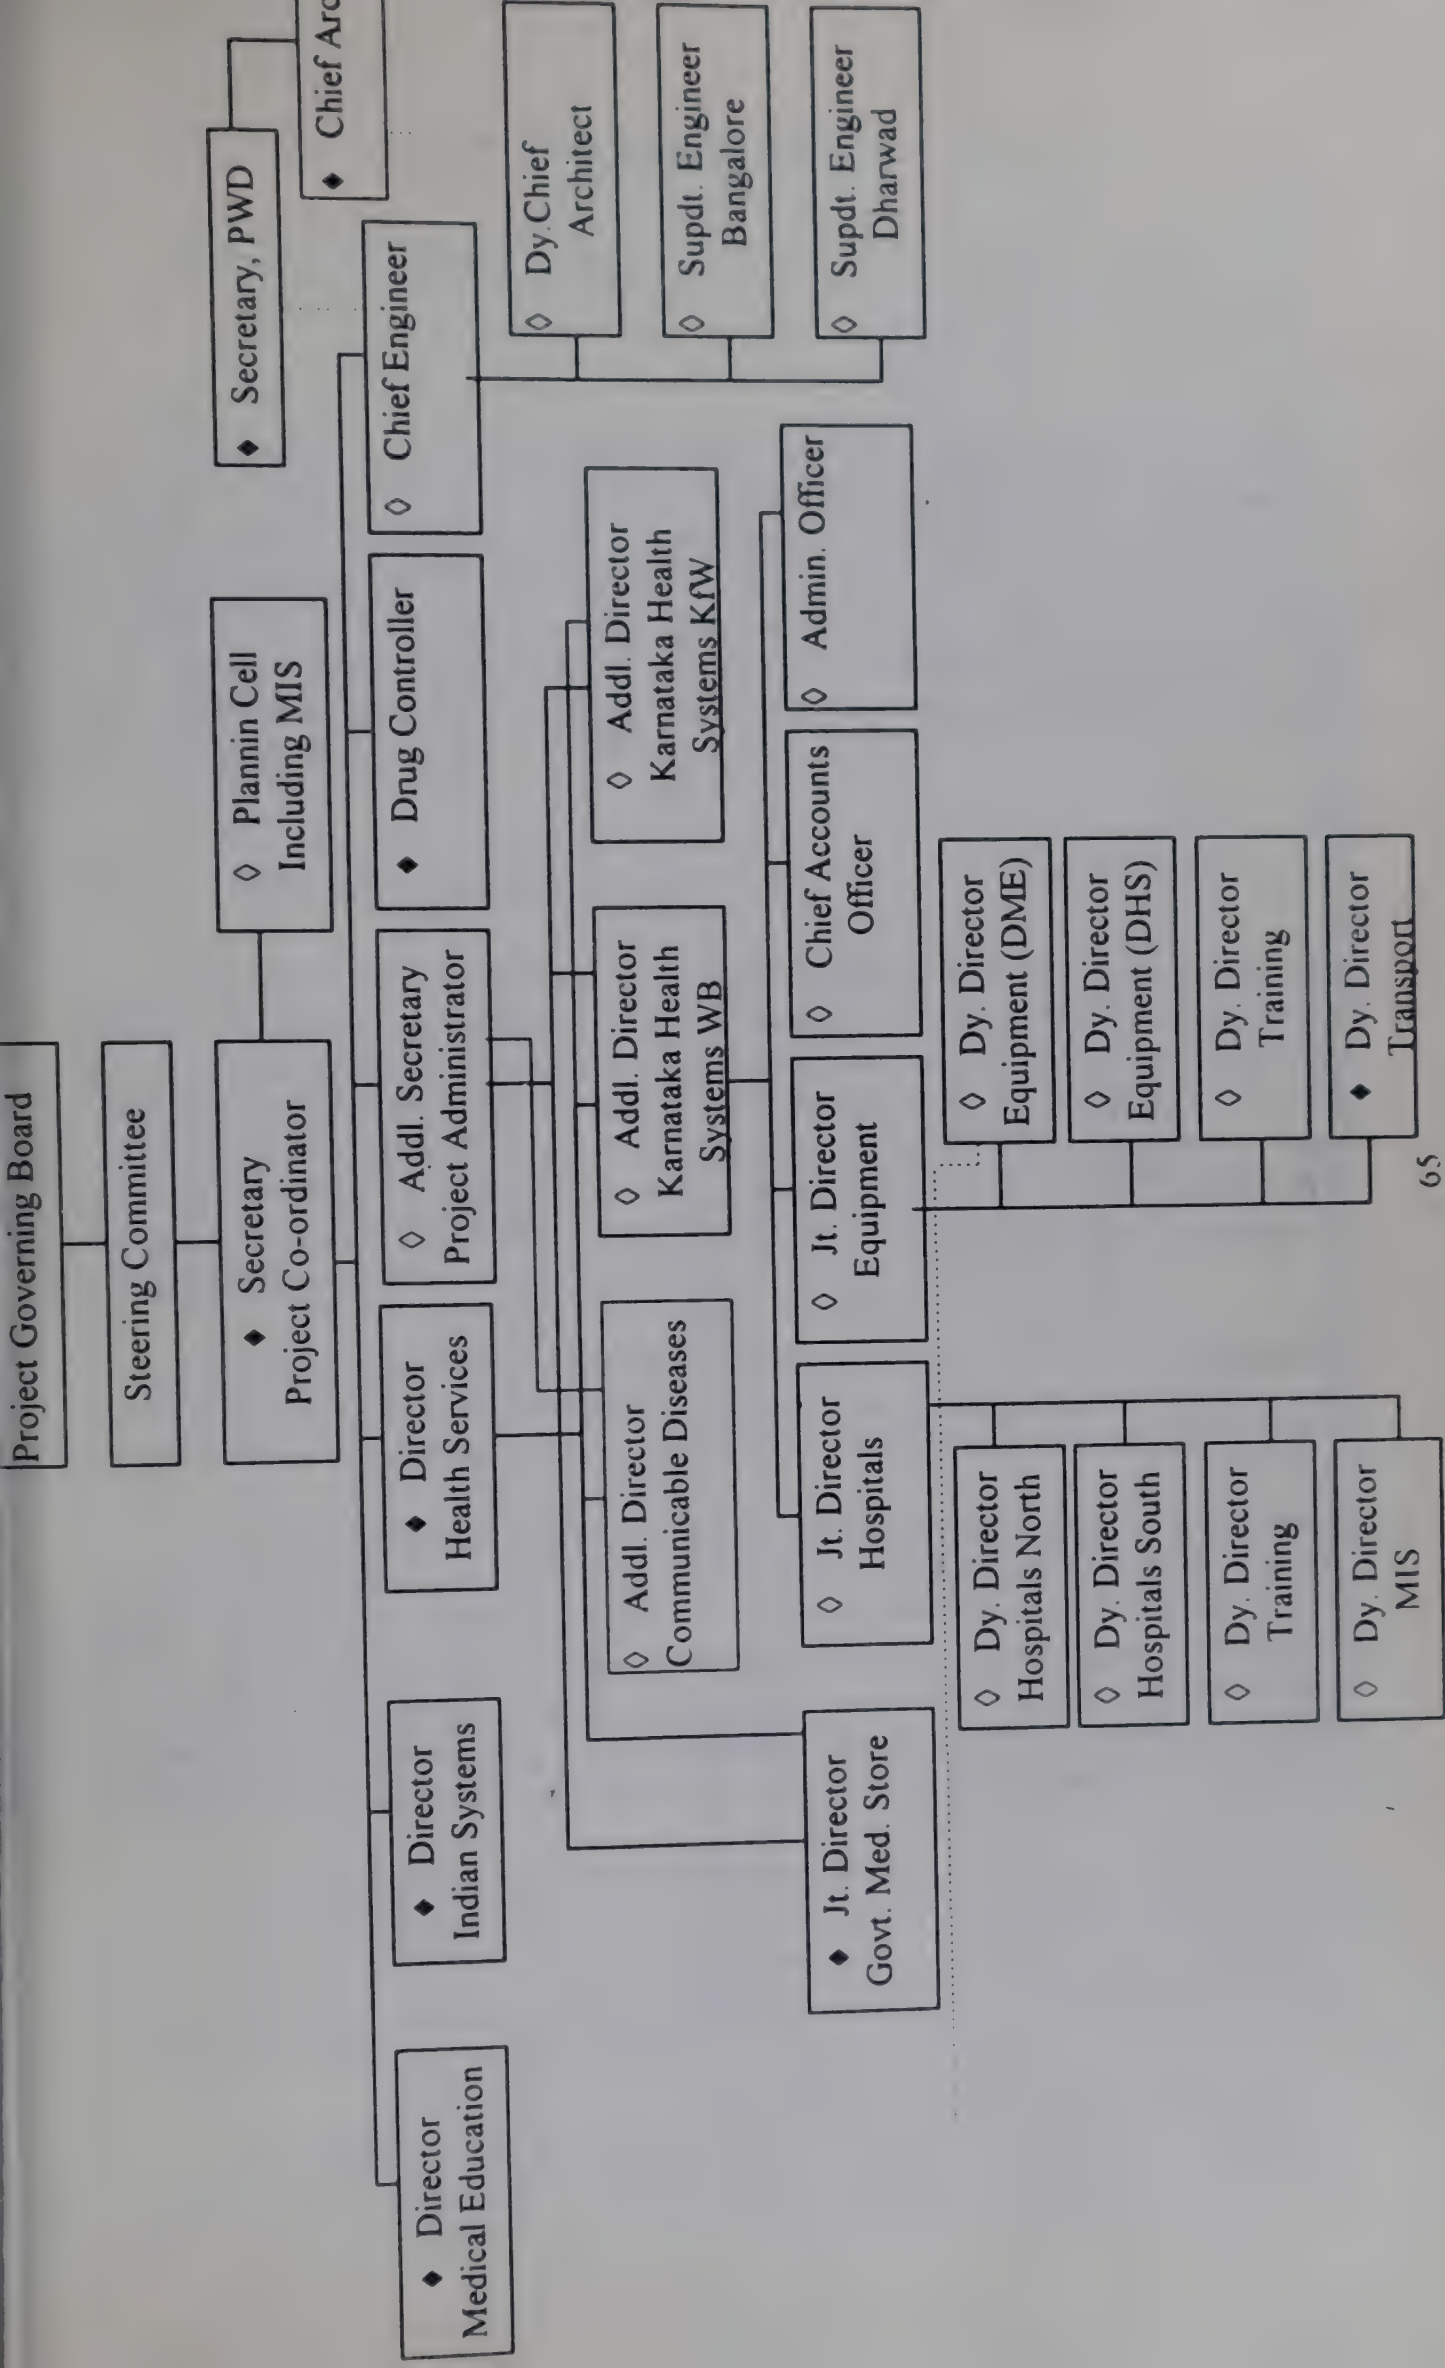 Project Governing Board
Steering Committee
♦ Secretary
Project Co-ordinator
◊ Plannin Cell
Including MIS
♦ Secretary, PWD
♦ Chief Arc
♦ Director
Medical Education
♦ Director
Indian Systems
♦ Director
Health Services
◊ Addl. Secretary
Project Administrator
♦ Drug Controller
◊ Chief Engineer
◊ Dy.Chief
Architect
◊ Supdt. Engineer
Bangalore
◊ Supdt. Engineer
Dharwad
◊ Addl. Director
Communicable Diseases
◊ Addl. Director
Karnataka Health
Systems WB
◊ Addl. Director
Karnataka Health
Systems KfW
♦ Jt. Director
Govt. Med. Store
◊ Jt. Director
Hospitals
◊ Jt. Director
Equipment
◊ Chief Accounts
Officer
◊ Admin. Officer
◊ Dy. Director
Hospitals North
◊ Dy. Director
Hospitals South
◊ Dy. Director
Training
◊ Dy. Director
MIS
◊ Dy. Director
Equipment (DME)
◊ Dy. Director
Equipment (DHS)
◊ Dy. Director
Training
♦ Dy. Director
Transport
65